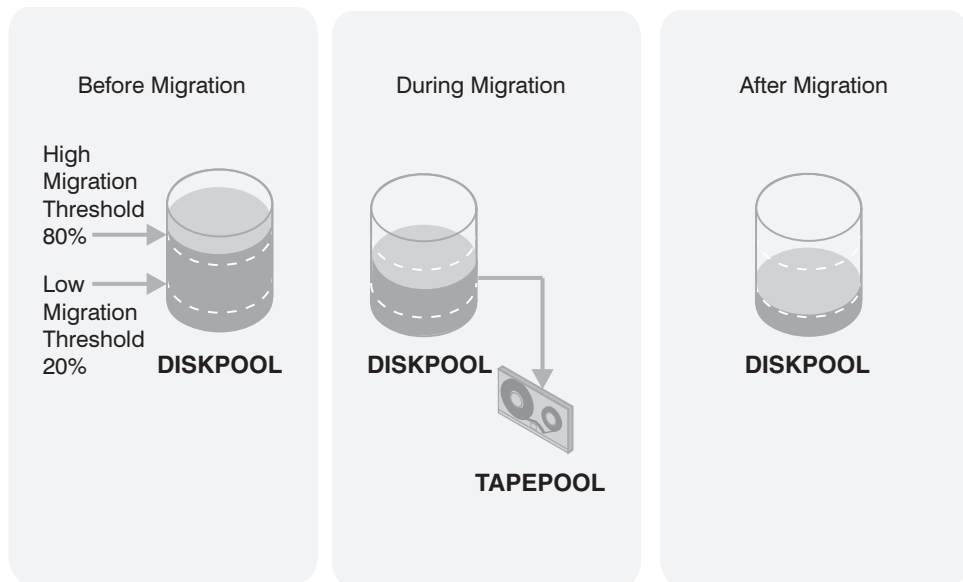 Before Migration
High
Migration
Threshold
80%
Low
Migration
Threshold
20%
DISKPOOL
During Migration
DISKPOOL
TAPEPOOL
After Migration
DISKPOOL